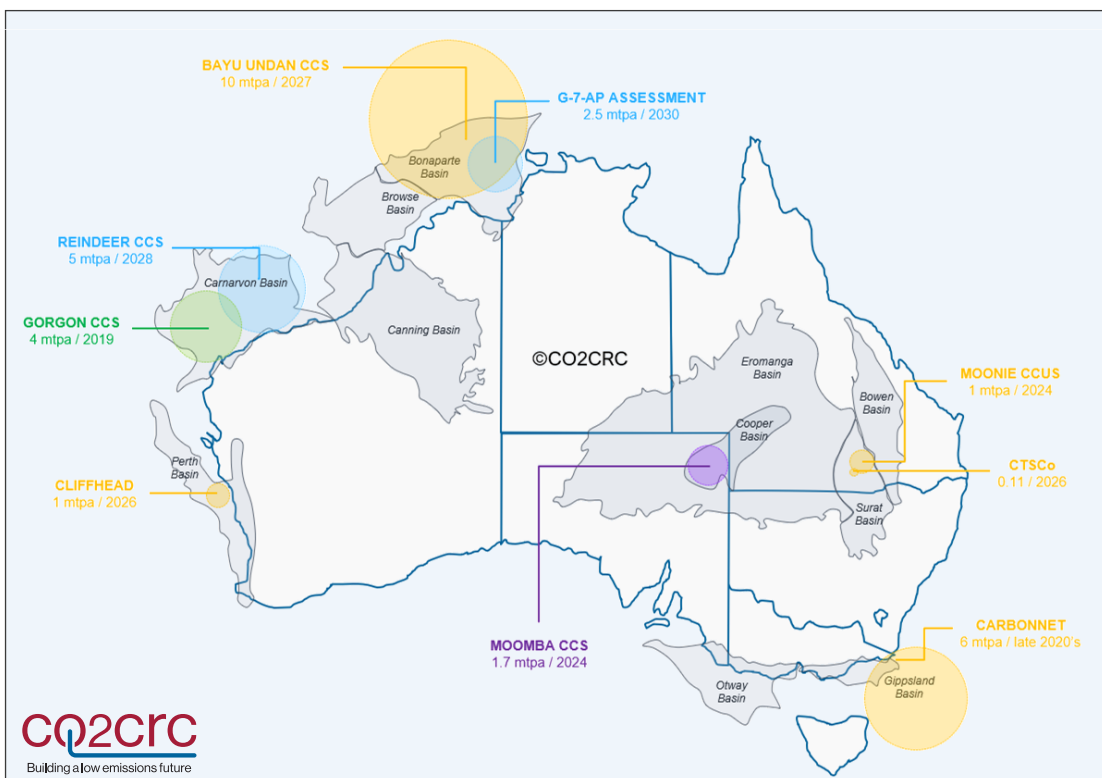 BAYU UNDAN CCS
10 mtpa / 2027
G-7-AP ASSESSMENT
2.5 mtpa / 2030
Bonaparte
Basin
Browse
Basin
REINDEER CCS
5 mtpa / 2028
Carnarvon Basin
GORGON CCS
4 mtpa / 2019
Canning Basin
©CO2CRC
Eromanga
Basin
MOONIE CCUS
1 mtpa / 2024
Bowen
Basin
Cooper
Basin
Perth
Basin
CTSCo
0.11 / 2026
CLIFFHEAD
1 mtpa / 2026
Surat
Basin
MOOMBA CCS
1.7 mtpa / 2024
CARBONNET
6 mtpa / late 2020's
Otway
Basin
Gippsland
Basin
CO2CRC
Building a low emissions future